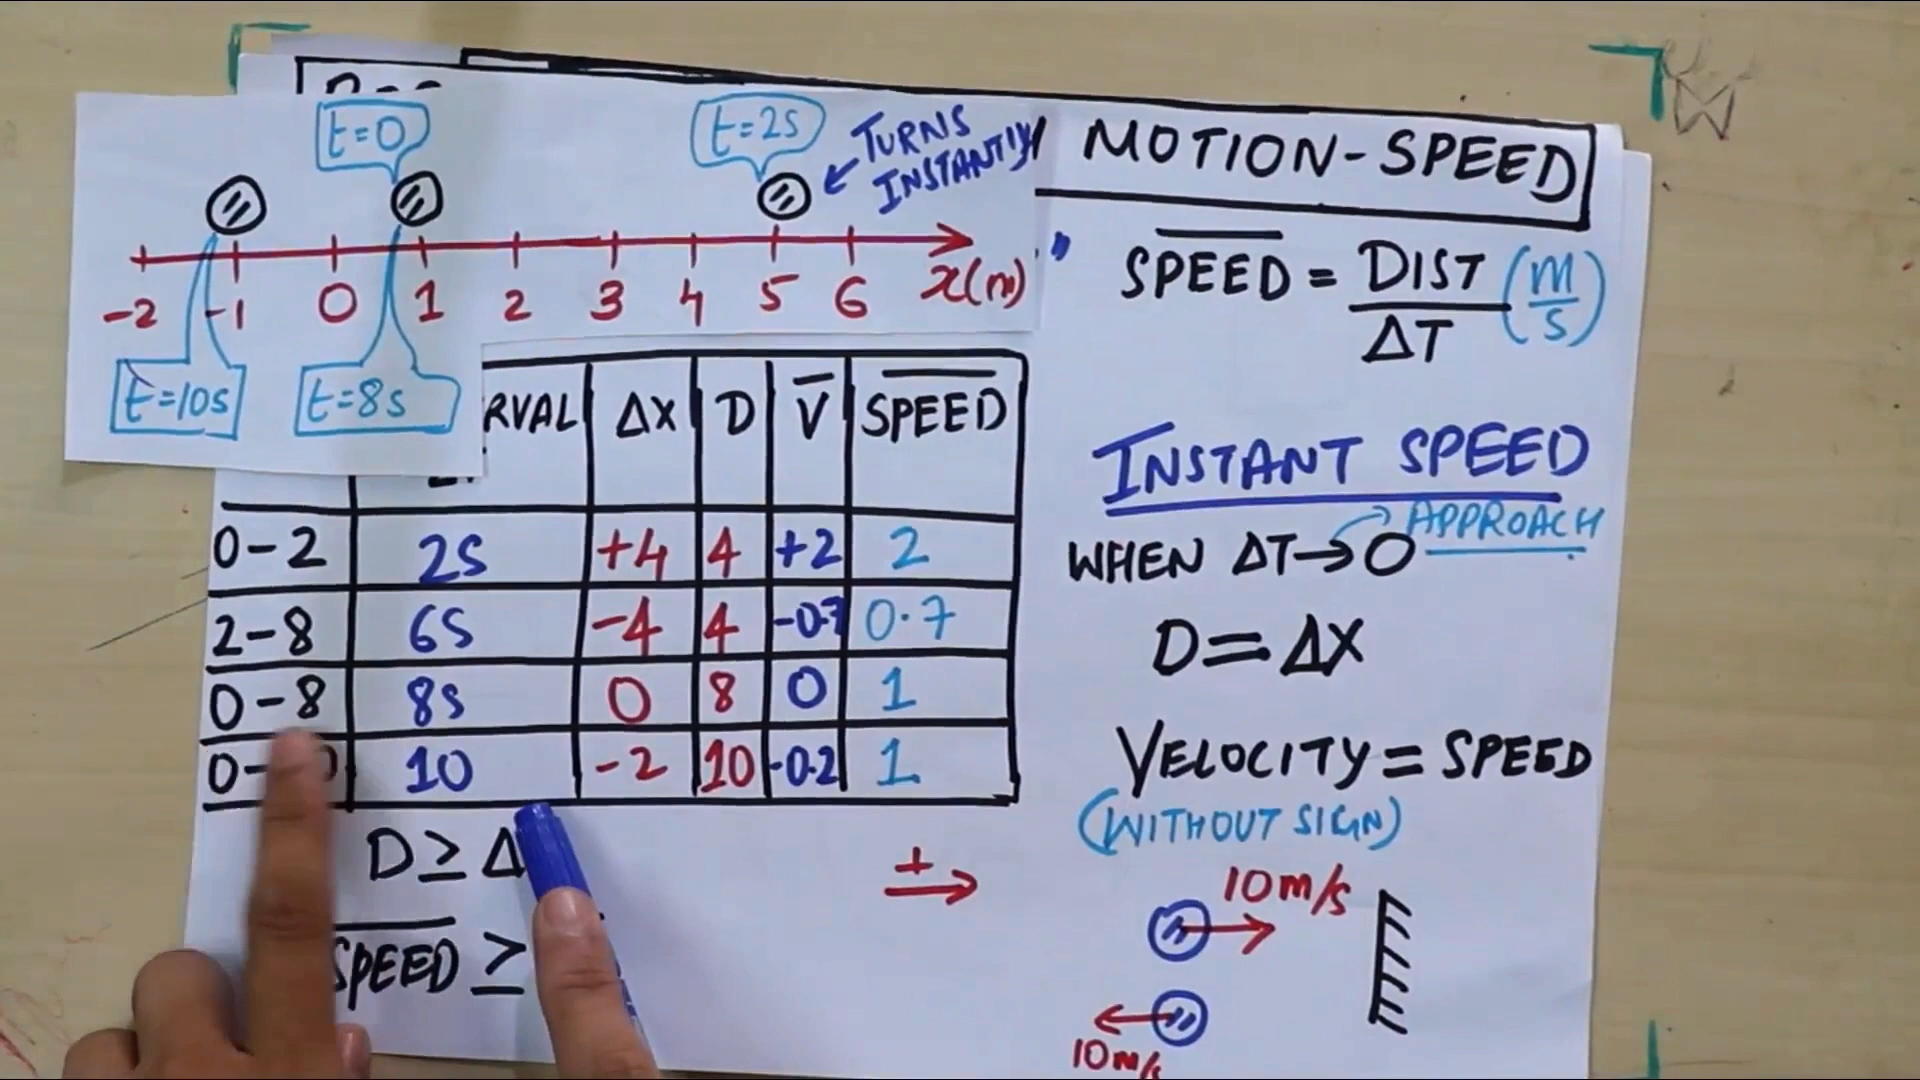 MOTION-SPEED
t=0
t=2s
TURNS
INSTANTLY
-2 -1 0 1 2 3 4 5 6 x(m)
t=10s t=8s
SPEED = DIST/ΔT (m/s)
RVAL ΔX D V̅ SPEED
0-2 2s +4 4 +2 2
2-8 6s -4 4 -0.7 0.7
0-8 8s 0 8 0 1
0- 10 -2 10 -0.2 1
D ≥ Δ
SPEED ≥
+
INSTANT SPEED
WHEN ΔT→0 APPROACH
D=ΔX
VELOCITY=SPEED
(WITHOUT SIGN)
10m/s
10m/s